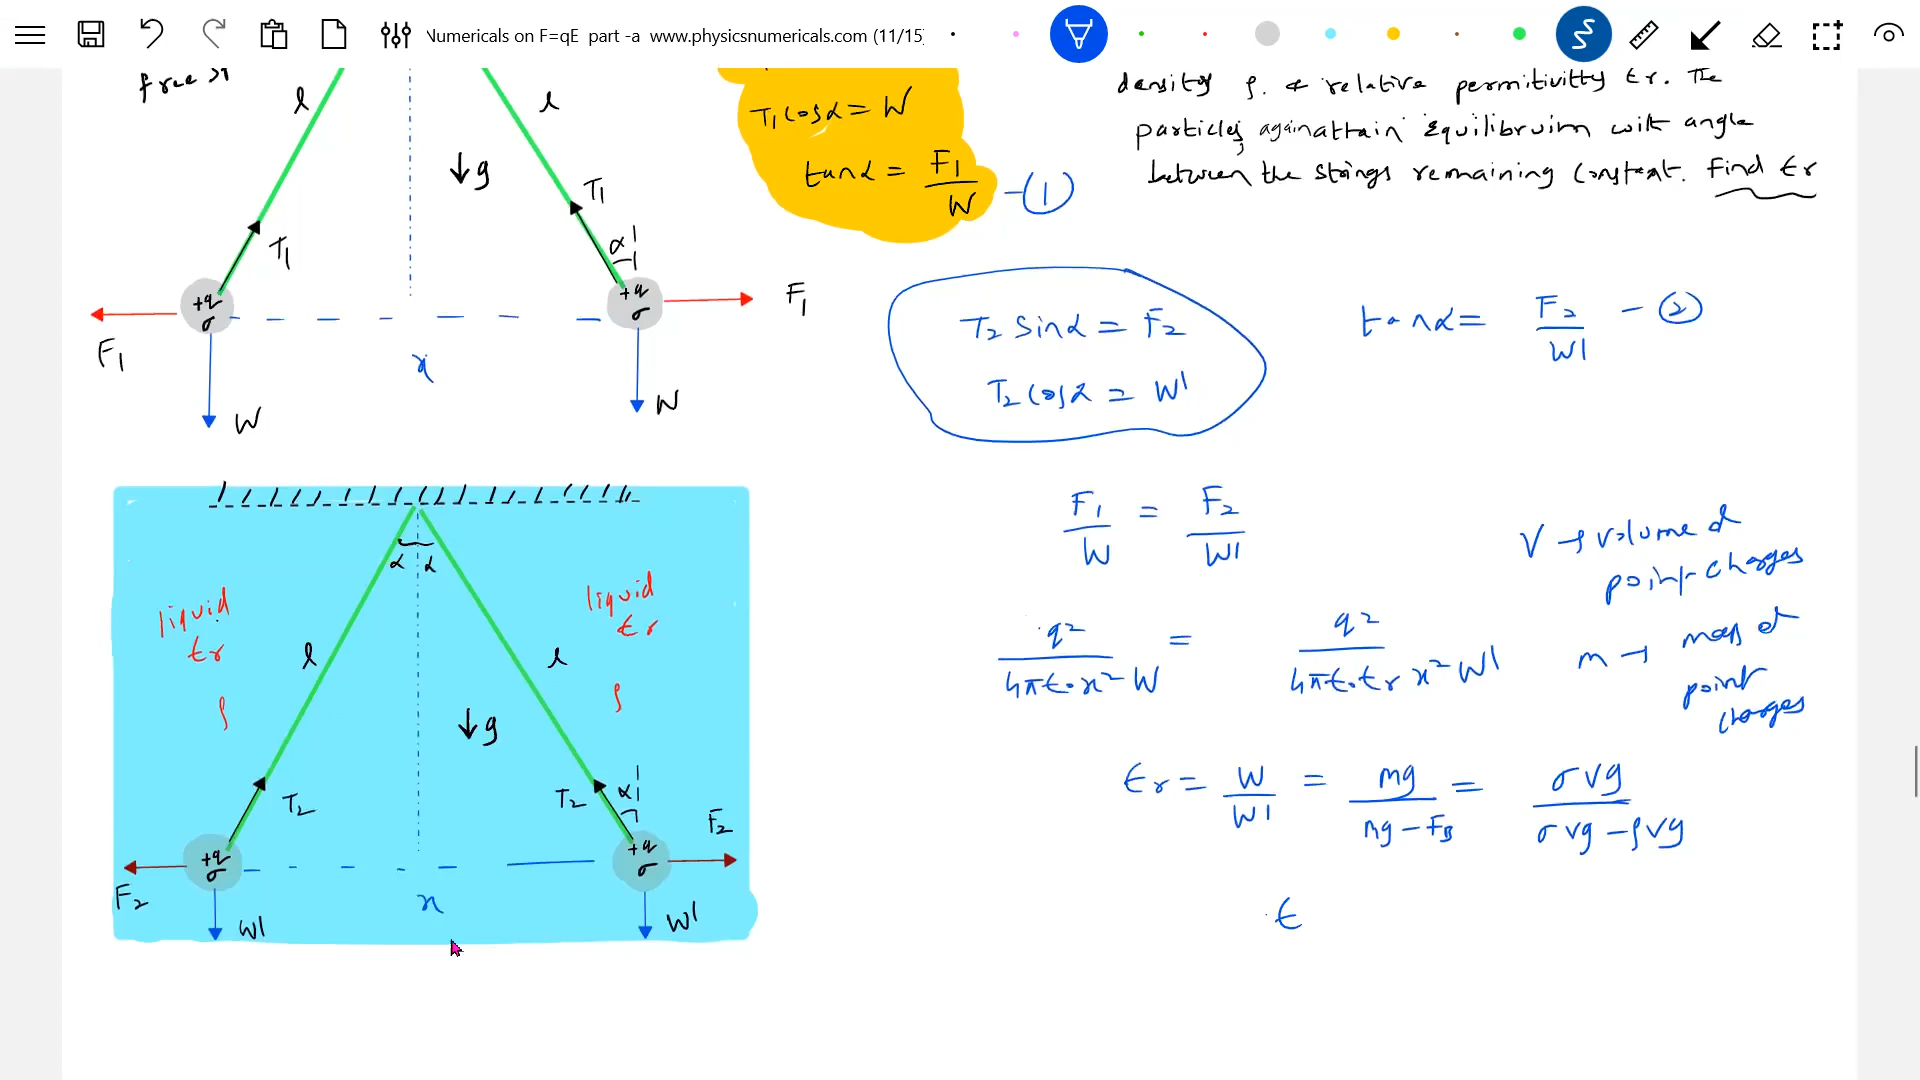 Numericals on F=qE part -a www.physicsnumericals.com (11/15)
free sp
l
l
↓g
T1
T1
α
+q
σ
+q
σ
F1
F1
x
W
W
T1 cosα = W
tanα = F1/W -(1)
density ρ. & relative permitivitty εr. The
particles again attain Equilibruim with angle
between the strings remaining constant. Find εr
T2 sinα = F2
T2 cosα = W'
tanα = F2/W' - (2)
α α
liquid
εr
ρ
liquid
εr
ρ
l
l
↓g
T2
T2
α
+q
σ
+q
σ
F2
F2
x
W'
W'
F1/W = F2/W'
q²/4πε₀x²W = q²/4πε₀εr x²W'
V → volume of
point charges
m → mass of
point
charges
εr = W/W' = mg/mg-FB = σVg/σVg-ρVg
ε